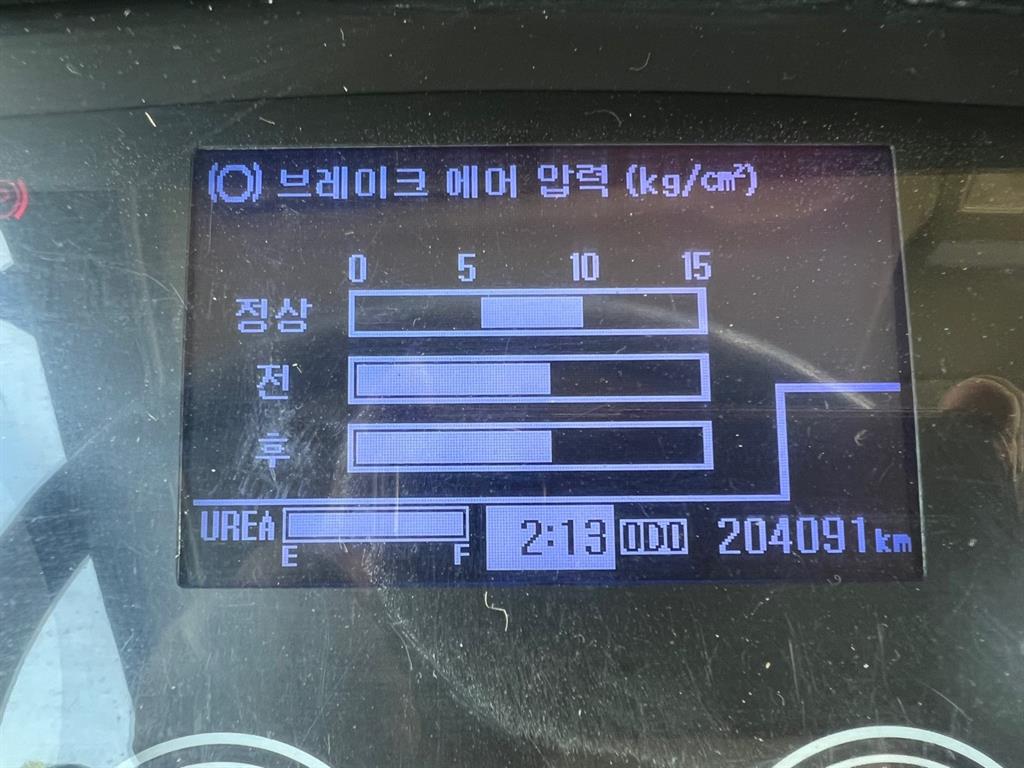 브레이크 에어 압력 (kg/cm²)
0 5 10 15
정상
전
후
UREA E F 2:13 ODO 204091km